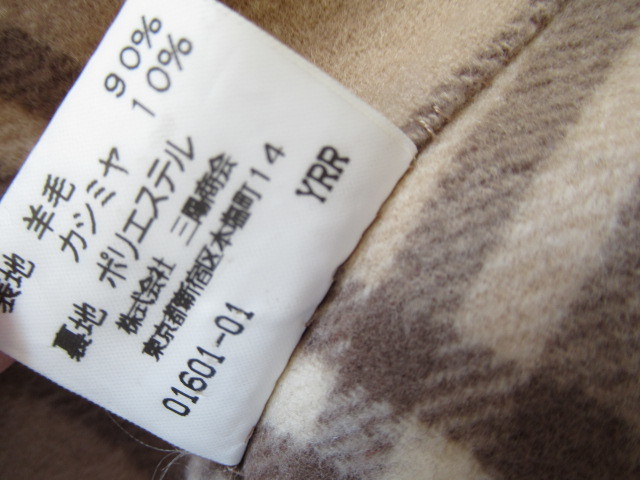 表地 羊毛 90%
カシミヤ 10%
裏地 ポリエステル
株式会社 三陽商会
東京都新宿区本塩町14
01601-01 YRR